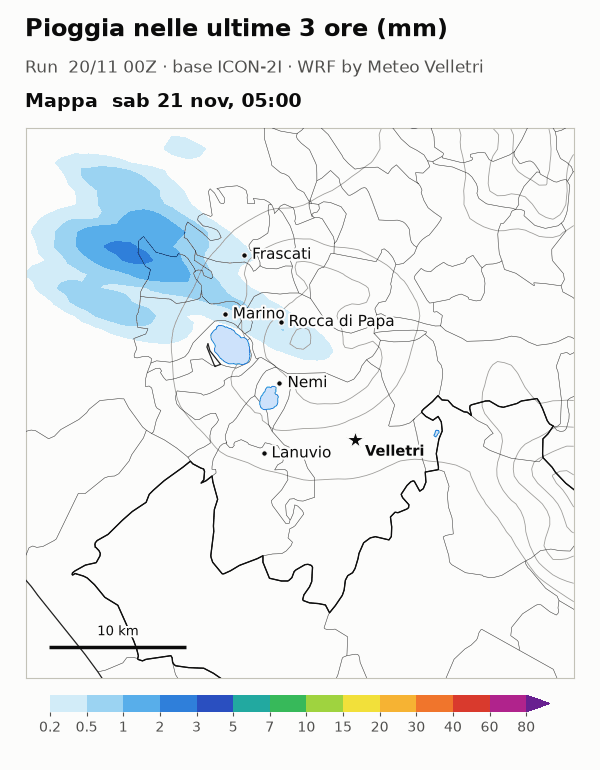 Pioggia nelle ultime 3 ore (mm)
Run  20/11 00Z · base ICON-2I · WRF by Meteo Velletri
Mappa  sab 21 nov, 05:00
Frascati
Marino
Rocca di Papa
Nemi
Velletri
Lanuvio
10 km
0.2 0.5 1 2 3 5 7 10 15 20 30 40 60 80